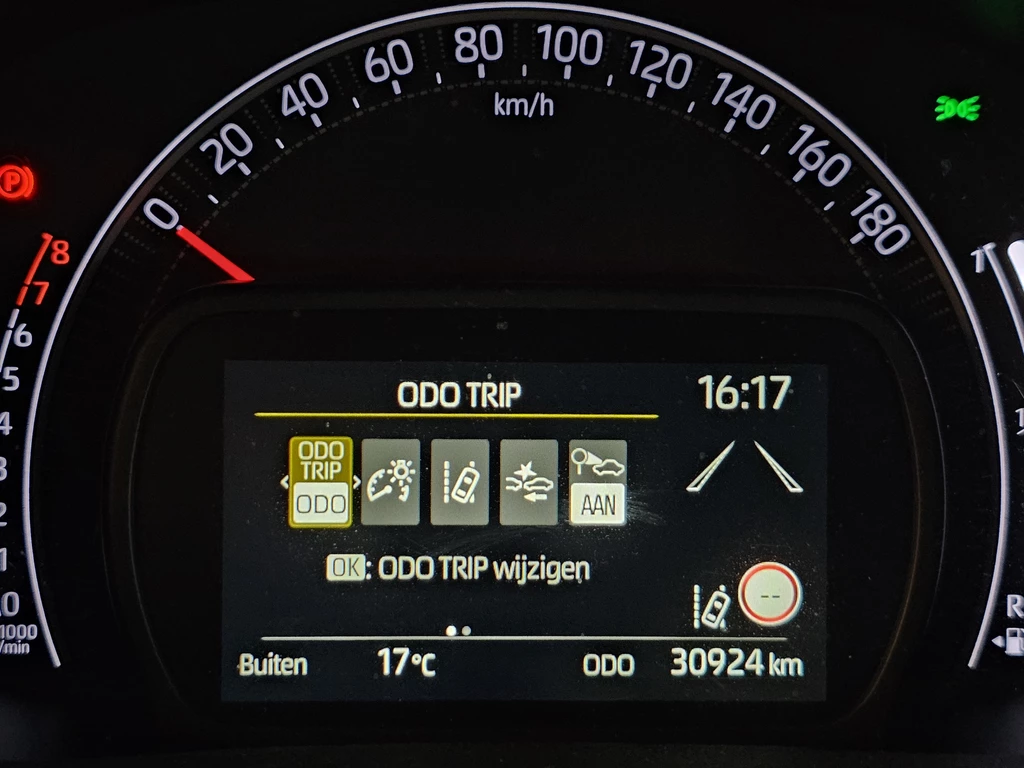 0
20
40
60
80
100
120
140
160
180
km/h
P
8
7
6
5
4
3
2
1
0
1000
/min
ODO TRIP
16:17
ODO
TRIP
ODO
AAN
OK: ODO TRIP wijzigen
--
Buiten 17°C ODO 30924 km
1
R